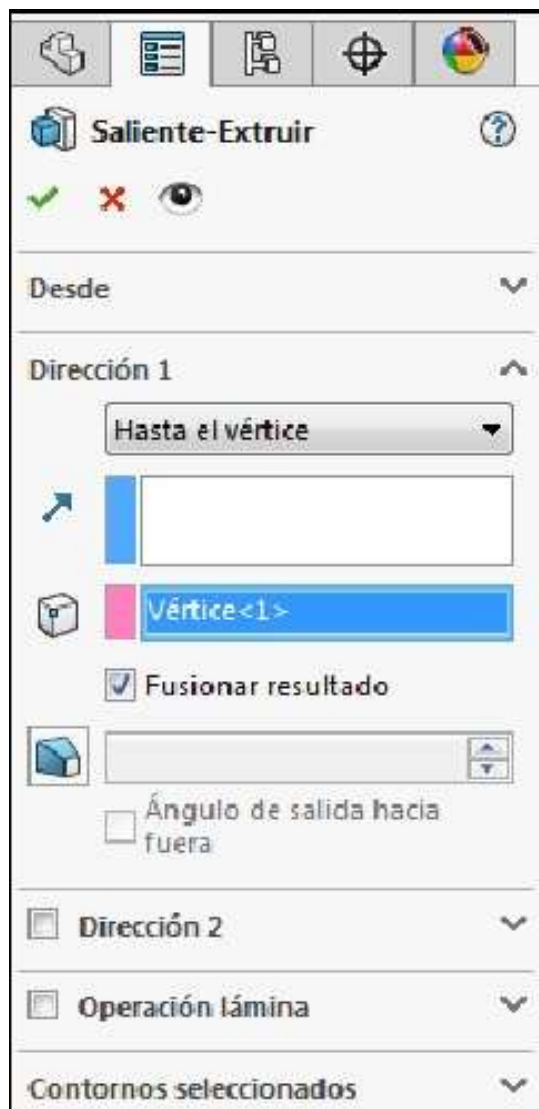 Saliente-Extruir
Desde
Dirección 1
Hasta el vértice
Vértice<1>
Fusionar resultado
Ángulo de salida hacia
fuera
Dirección 2
Operación lámina
Contornos seleccionados